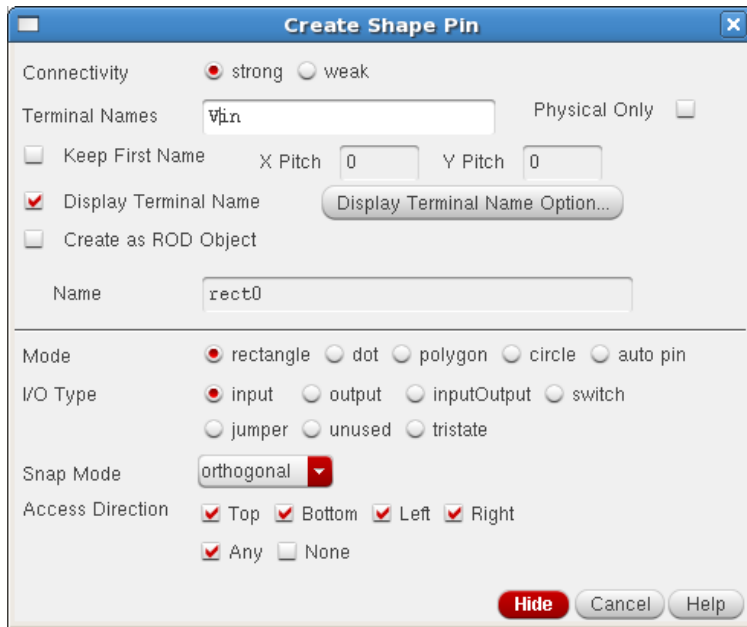 Create Shape Pin
Connectivity strong weak
Terminal Names Vin Physical Only
Keep First Name X Pitch 0 Y Pitch 0
Display Terminal Name Display Terminal Name Option...
Create as ROD Object
Name rect0
Mode rectangle dot polygon circle auto pin
I/O Type input output inputOutput switch
jumper unused tristate
Snap Mode orthogonal
Access Direction Top Bottom Left Right
Any None
Hide Cancel Help